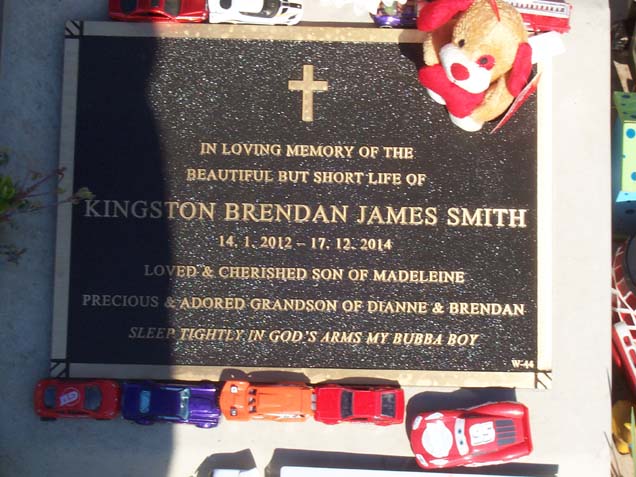 IN LOVING MEMORY OF THE
BEAUTIFUL BUT SHORT LIFE OF
KINGSTON BRENDAN JAMES SMITH
14. 1. 2012 – 17. 12. 2014
LOVED & CHERISHED SON OF MADELEINE
PRECIOUS & ADORED GRANDSON OF DIANNE & BRENDAN
SLEEP TIGHTLY IN GOD'S ARMS MY BUBBA BOY
W-44